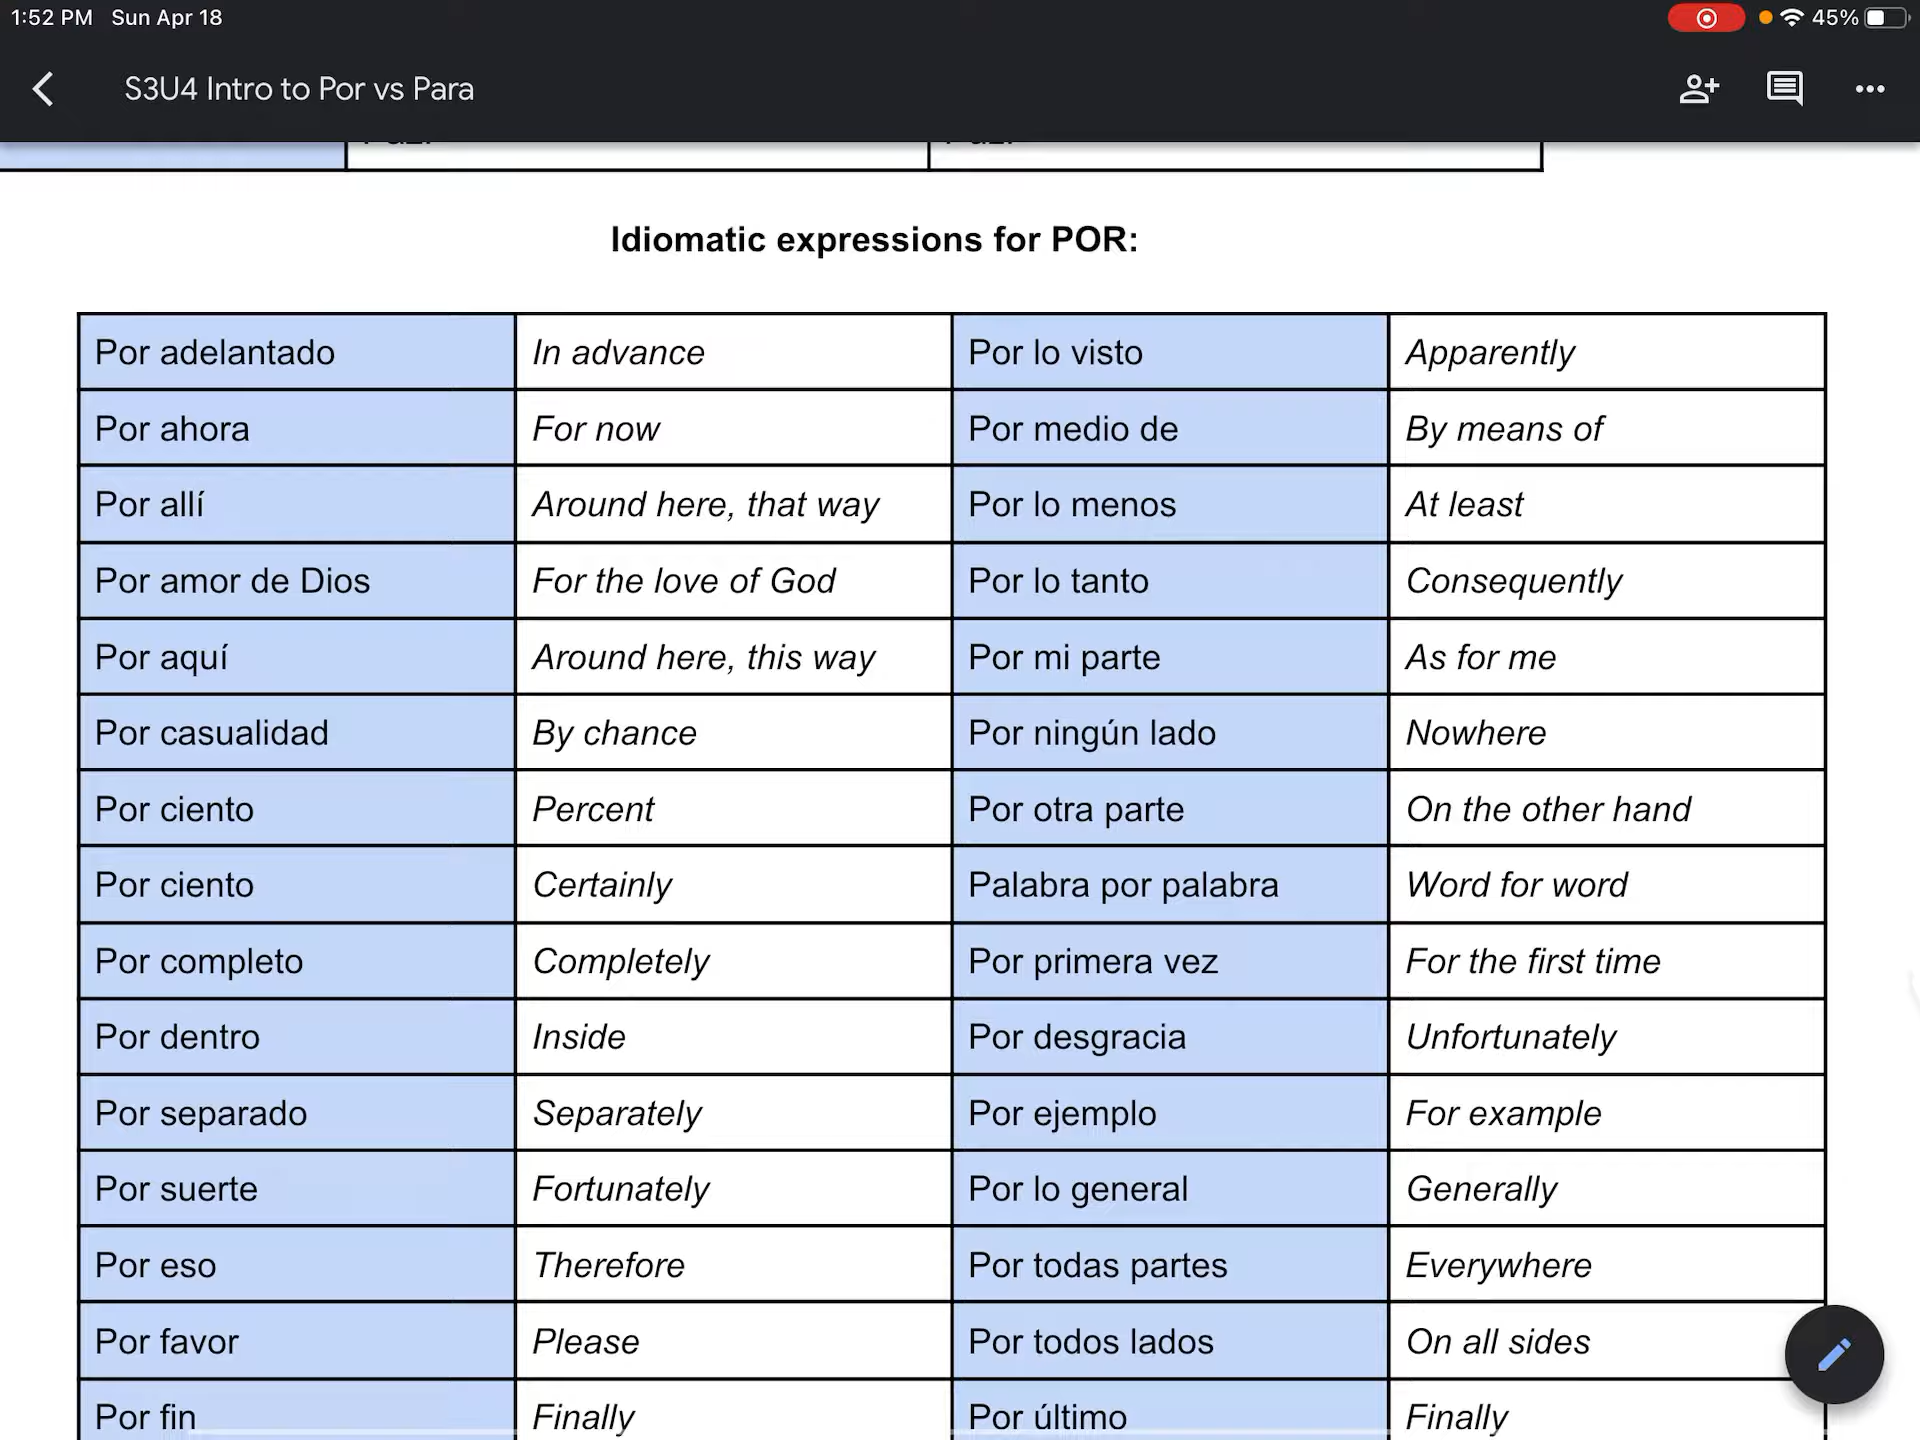 1:52 PM Sun Apr 18
45%
S3U4 Intro to Por vs Para
Idiomatic expressions for POR:
Por adelantado In advance Por lo visto Apparently
Por ahora For now Por medio de By means of
Por allí Around here, that way Por lo menos At least
Por amor de Dios For the love of God Por lo tanto Consequently
Por aquí Around here, this way Por mi parte As for me
Por casualidad By chance Por ningún lado Nowhere
Por ciento Percent Por otra parte On the other hand
Por ciento Certainly Palabra por palabra Word for word
Por completo Completely Por primera vez For the first time
Por dentro Inside Por desgracia Unfortunately
Por separado Separately Por ejemplo For example
Por suerte Fortunately Por lo general Generally
Por eso Therefore Por todas partes Everywhere
Por favor Please Por todos lados On all sides
Por fin Finally Por último Finally